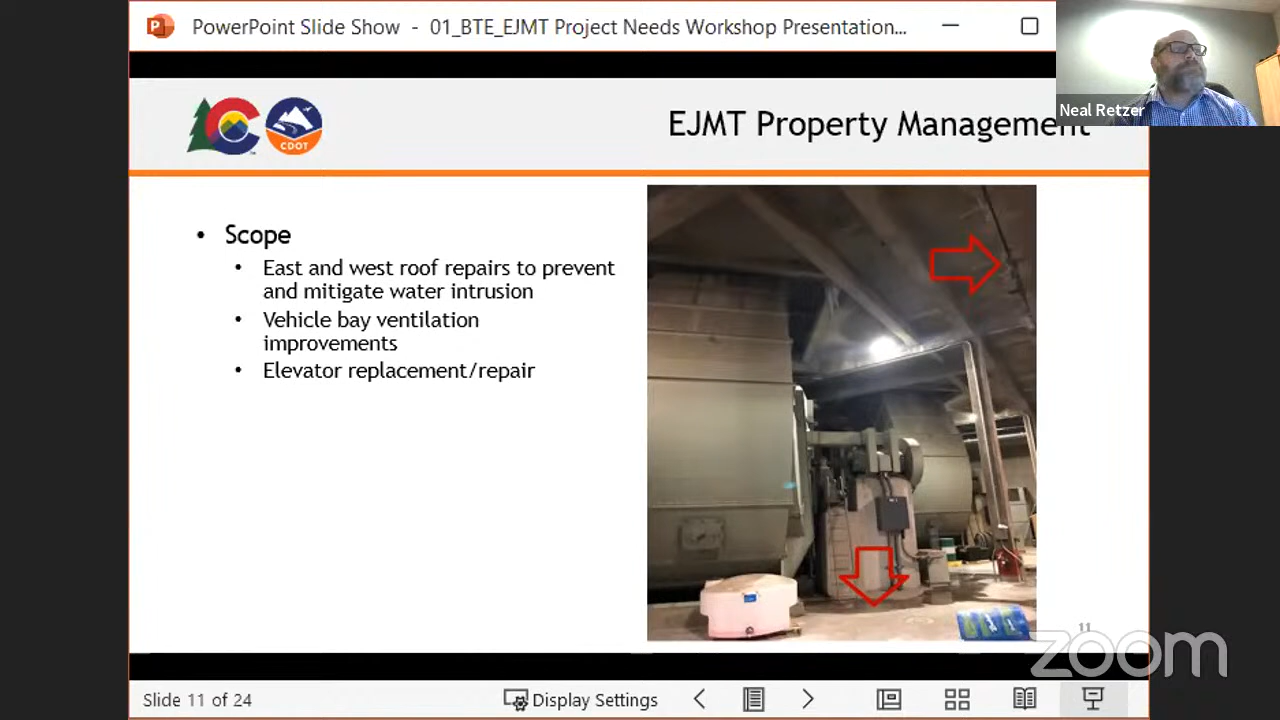 PowerPoint Slide Show - 01_BTE_EJMT Project Needs Workshop Presentation...
Neal Retzer
CDOT
EJMT Property Management
• Scope
• East and west roof repairs to prevent
and mitigate water intrusion
• Vehicle bay ventilation
improvements
• Elevator replacement/repair
11
zoom
Slide 11 of 24
Display Settings